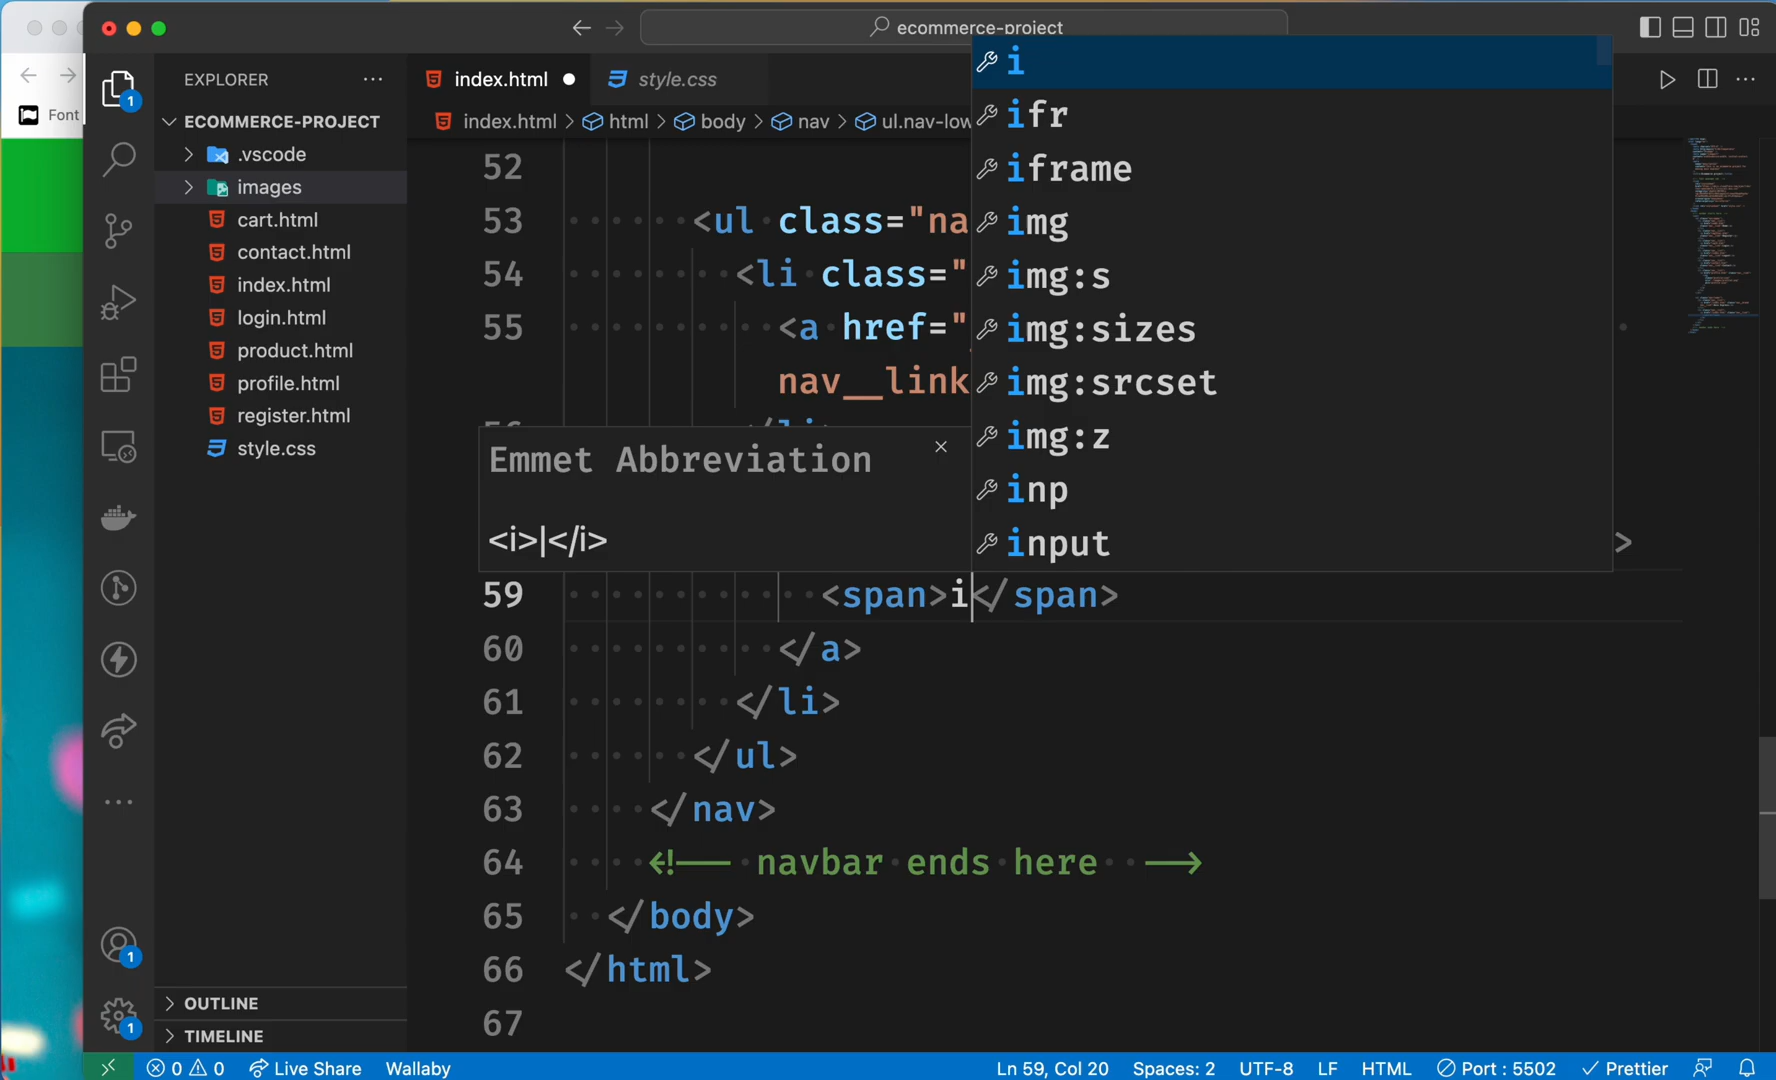 ecommerce-project
Font
EXPLORER
index.html
style.css
ECOMMERCE-PROJECT
.vscode
images
cart.html
contact.html
index.html
login.html
product.html
profile.html
register.html
style.css
OUTLINE
TIMELINE
1
1
1
index.html > html > body > nav > ul.nav-low
52
53 <ul class="na
54 <li class="
55 <a href="
nav__link
i
ifr
iframe
img
img:s
img:sizes
img:srcset
img:z
inp
input
Emmet Abbreviation
<i>|</i>
59 <span>i</span>
60 </a>
61 </li>
62 </ul>
63 </nav>
64 <!-- navbar ends here -->
65 </body>
66 </html>
67
0 0 Live Share Wallaby Ln 59, Col 20 Spaces: 2 UTF-8 LF HTML Port : 5502 Prettier